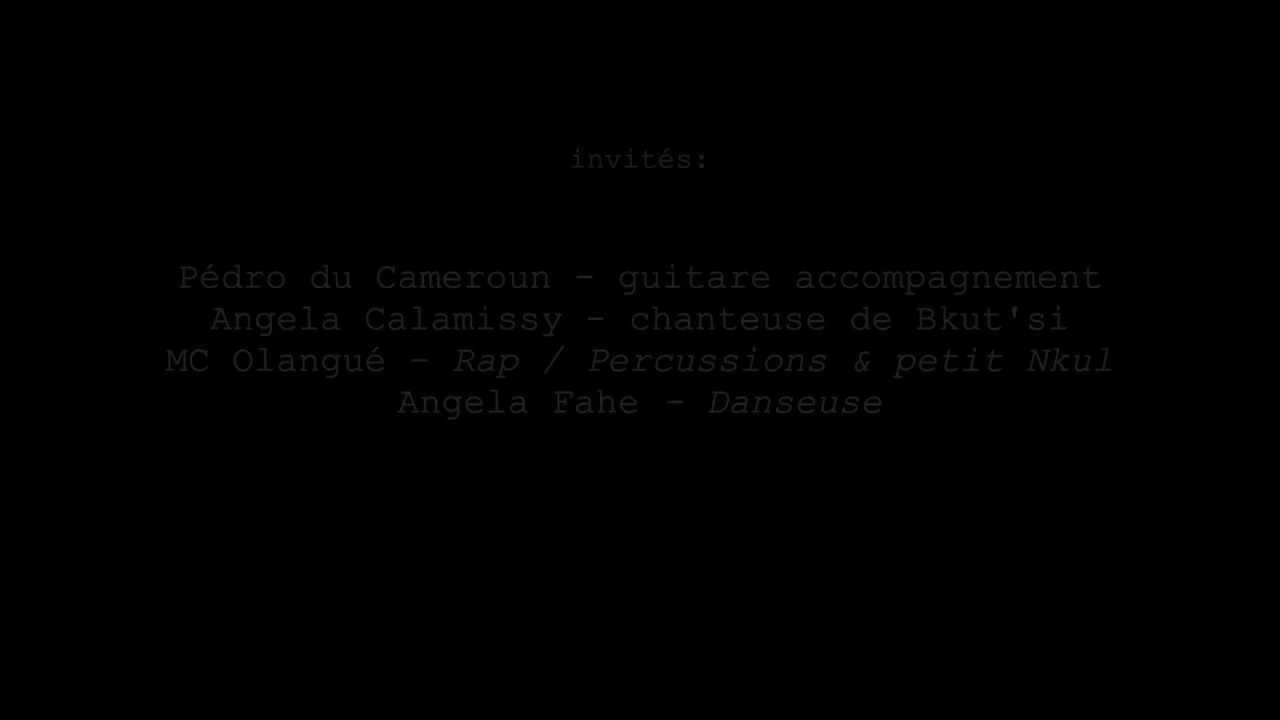 invités:
Pédro du Cameroun - guitare accompagnement
Angela Calamissy - chanteuse de Bkut'si
MC Olangué - Rap / Percussions & petit Nkul
Angela Fahe - Danseuse